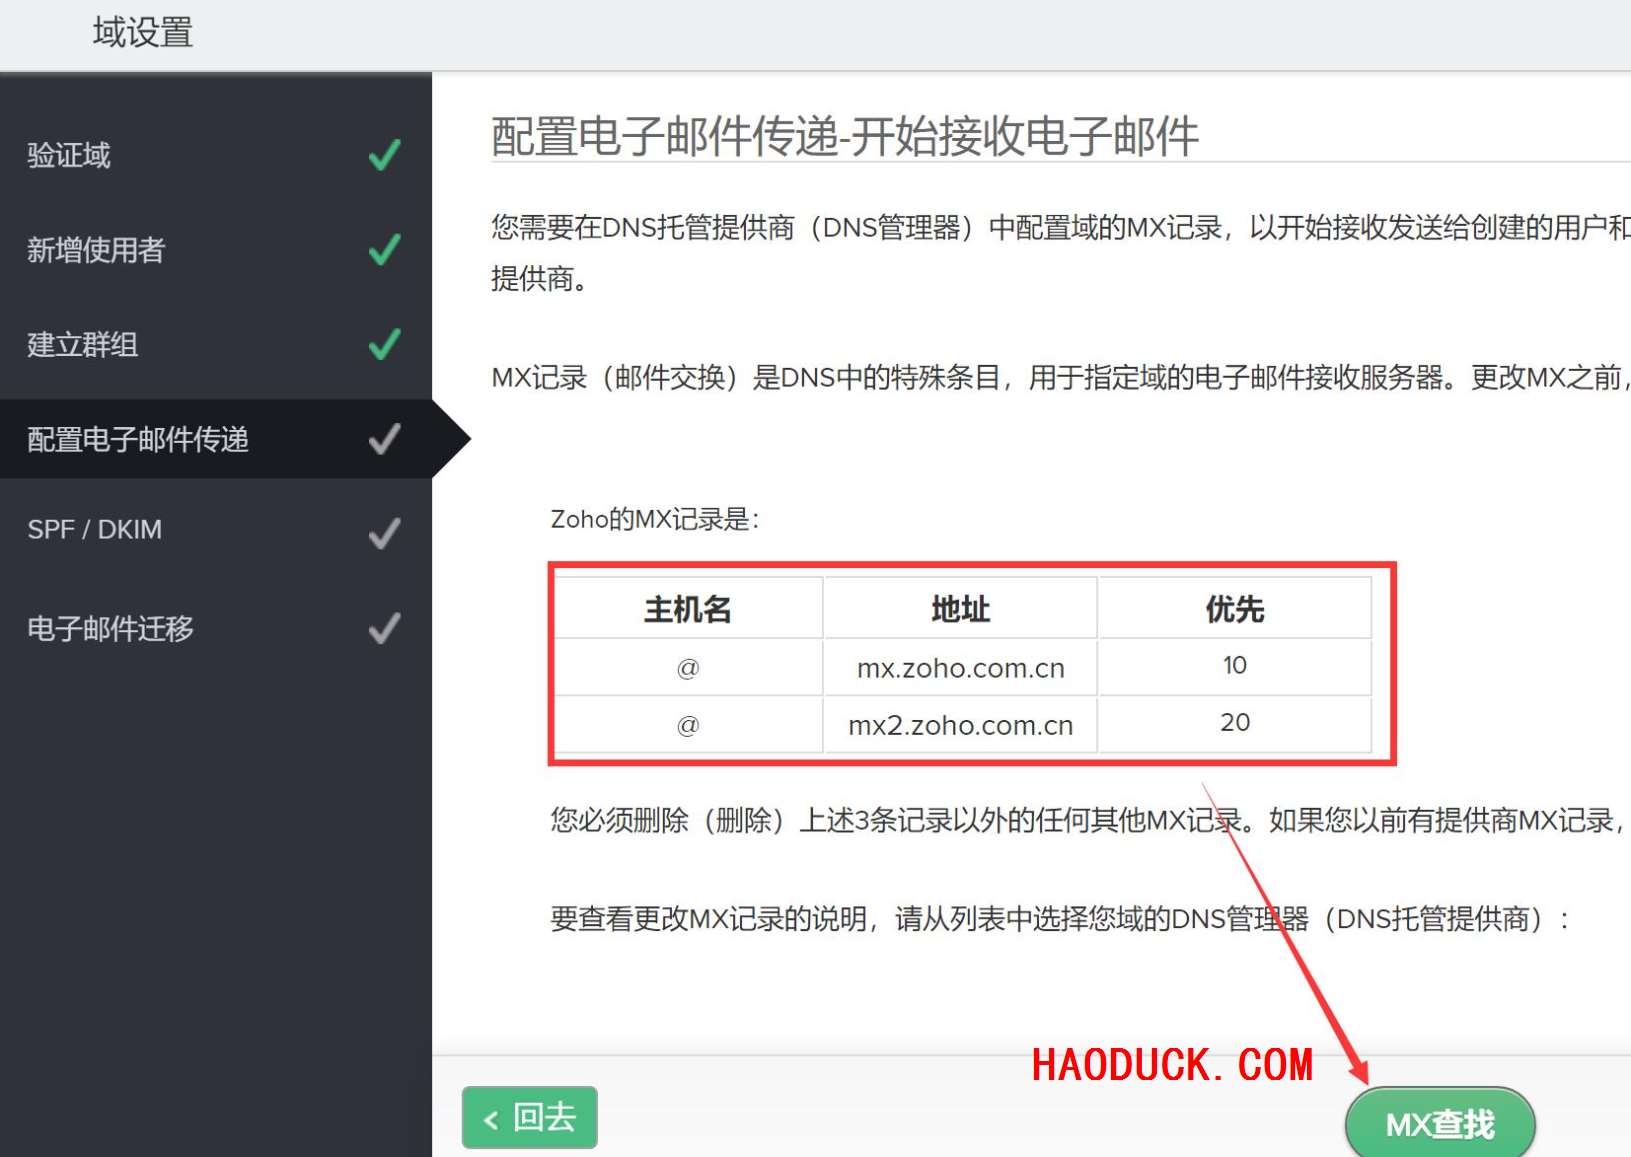 域设置
验证域
新增使用者
建立群组
配置电子邮件传递
SPF / DKIM
电子邮件迁移
配置电子邮件传递-开始接收电子邮件
您需要在DNS托管提供商（DNS管理器）中配置域的MX记录，以开始接收发送给创建的用户和
提供商。
MX记录（邮件交换）是DNS中的特殊条目，用于指定域的电子邮件接收服务器。更改MX之前，
Zoho的MX记录是：
主机名 地址 优先
@ mx.zoho.com.cn 10
@ mx2.zoho.com.cn 20
您必须删除（删除）上述3条记录以外的任何其他MX记录。如果您以前有提供商MX记录，
要查看更改MX记录的说明，请从列表中选择您域的DNS管理器（DNS托管提供商）：
HAODUCK.COM
< 回去
MX查找